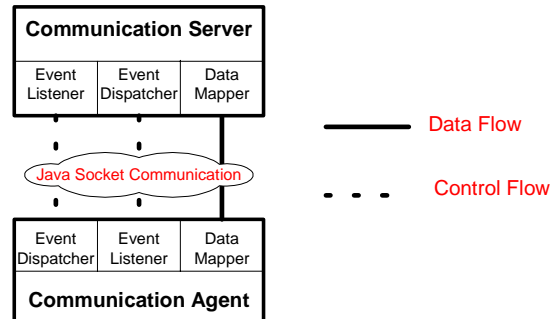 Communication Server
Event Listener
Event Dispatcher
Data Mapper
Data Flow
Java Socket Communication
Control Flow
Event Dispatcher
Event Listener
Data Mapper
Communication Agent